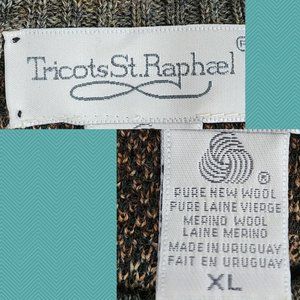 Tricots St. Raphael
®
PURE NEW WOOL
PURE LAINE VIERGE
MERINO WOOL
LAINE MERINO
MADE IN URUGUAY
FAIT EN URUGUAY
XL